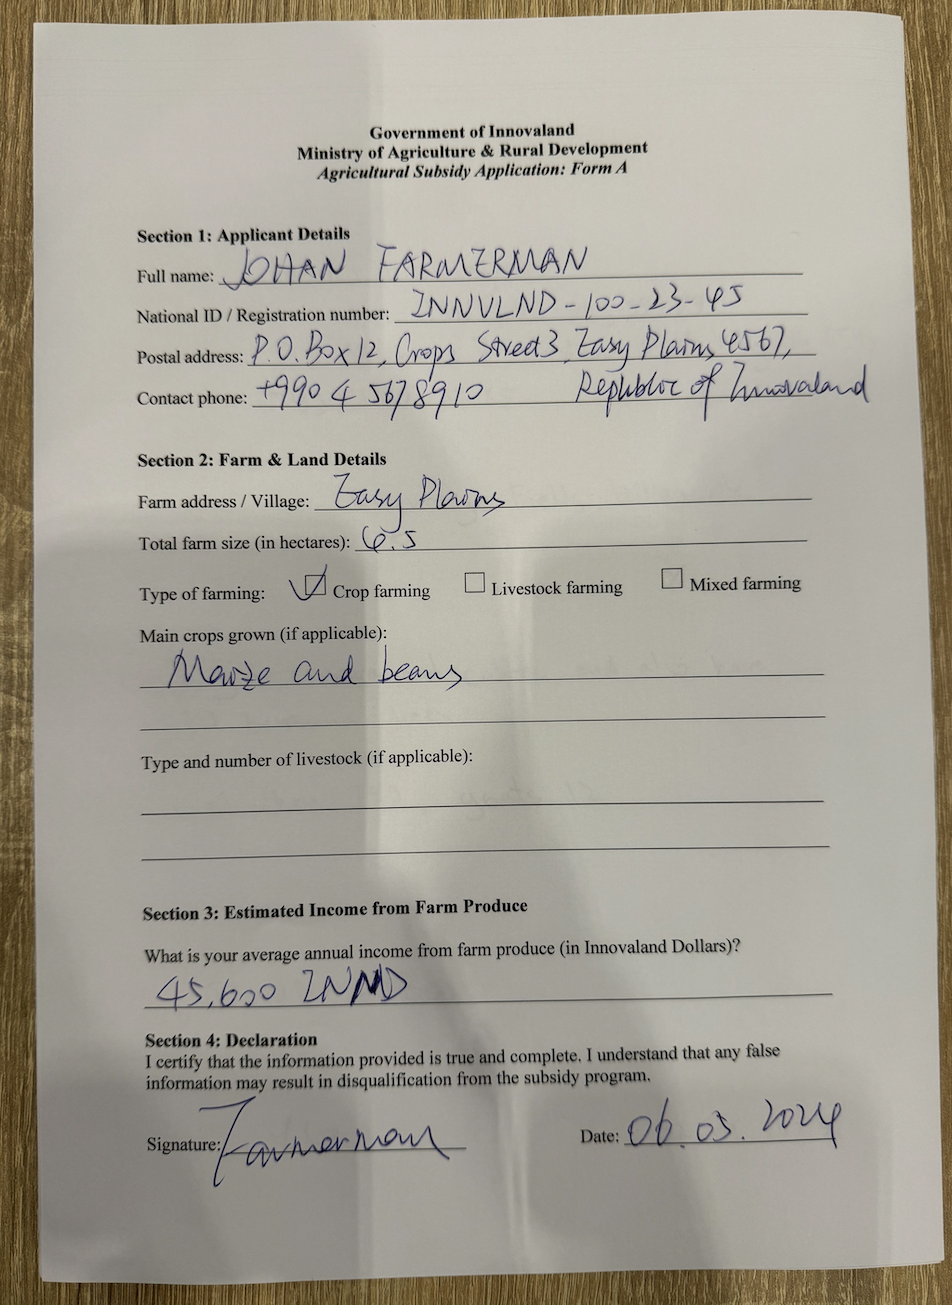 Government of Innovaland
Ministry of Agriculture & Rural Development
Agricultural Subsidy Application: Form A
Section 1: Applicant Details
Full name: JOHAN FARMERMAN
National ID / Registration number: INNVLND-100-23-45
Postal address: P.O. Box 12, Crops Street 3, Easy Plains, 4567,
Republic of Innovaland
Contact phone: +990 4 5678910
Section 2: Farm & Land Details
Farm address / Village: Easy Plains
Total farm size (in hectares): 6.5
Type of farming: ☑ Crop farming ☐ Livestock farming ☐ Mixed farming
Main crops grown (if applicable):
Maize and beans
Type and number of livestock (if applicable):
Section 3: Estimated Income from Farm Produce
What is your average annual income from farm produce (in Innovaland Dollars)?
45,600 INND
Section 4: Declaration
I certify that the information provided is true and complete. I understand that any false
information may result in disqualification from the subsidy program.
Signature: Farmerman Date: 06.03.2024